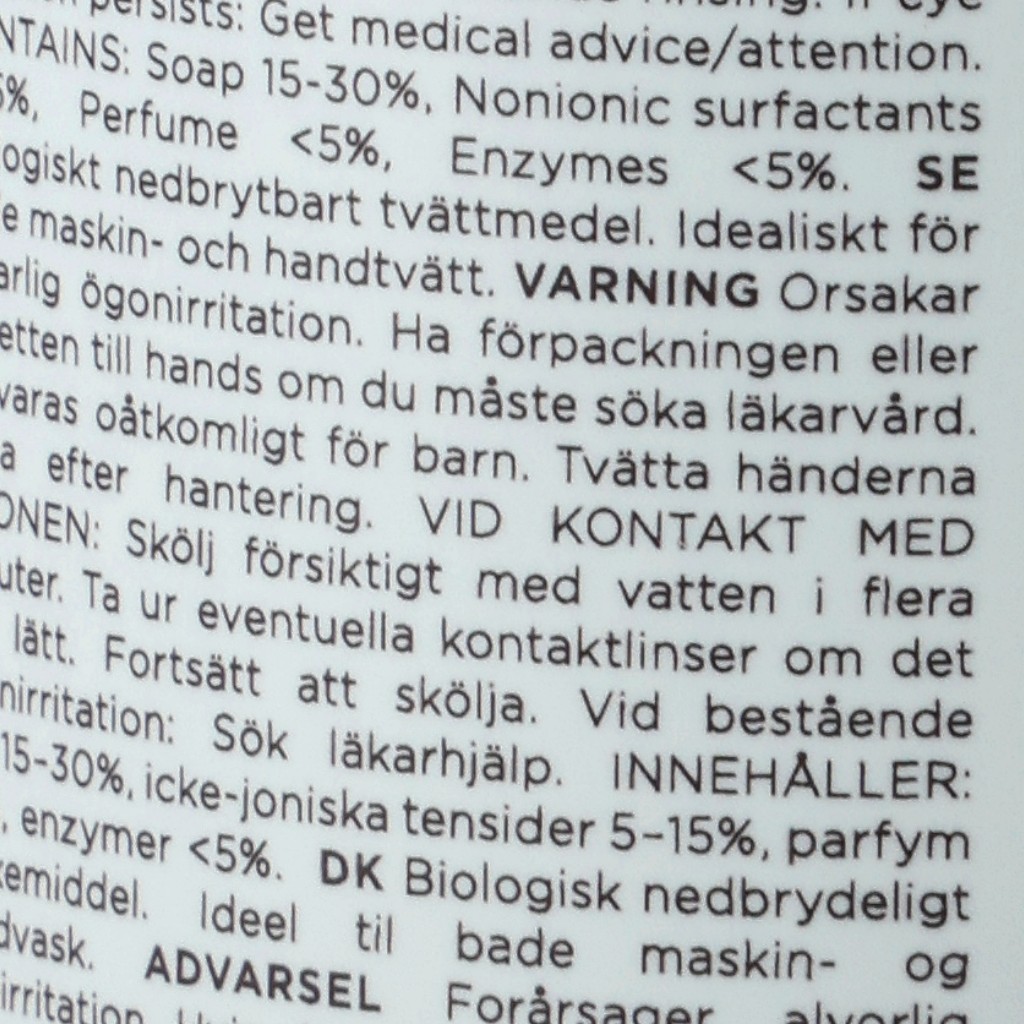 persists: Get medical advice/attention.
NTAINS: Soap 15-30%, Nonionic surfactants
5%, Perfume <5%, Enzymes <5%. SE
ogiskt nedbrytbart tvättmedel. Idealiskt för
e maskin- och handtvätt. VARNING Orsakar
arlig ögonirritation. Ha förpackningen eller
etten till hands om du måste söka läkarvård.
varas oåtkomligt för barn. Tvätta händerna
a efter hantering. VID KONTAKT MED
ONEN: Skölj försiktigt med vatten i flera
uter. Ta ur eventuella kontaktlinser om det
lätt. Fortsätt att skölja. Vid bestående
nirritation: Sök läkarhjälp. INNEHÅLLER:
15-30%, icke-joniska tensider 5–15%, parfym
, enzymer <5%. DK Biologisk nedbrydeligt
kemiddel. Ideel til bade maskin- og
dvask. ADVARSEL Forårsager alvorlig
irritation